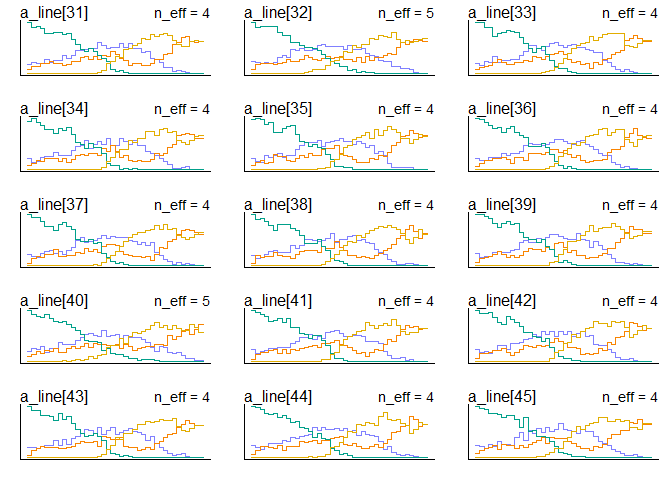 a_line[31] n_eff = 4 a_line[32] n_eff = 5 a_line[33] n_eff = 4
a_line[34] n_eff = 4 a_line[35] n_eff = 4 a_line[36] n_eff = 4
a_line[37] n_eff = 4 a_line[38] n_eff = 4 a_line[39] n_eff = 4
a_line[40] n_eff = 5 a_line[41] n_eff = 4 a_line[42] n_eff = 4
a_line[43] n_eff = 4 a_line[44] n_eff = 4 a_line[45] n_eff = 4